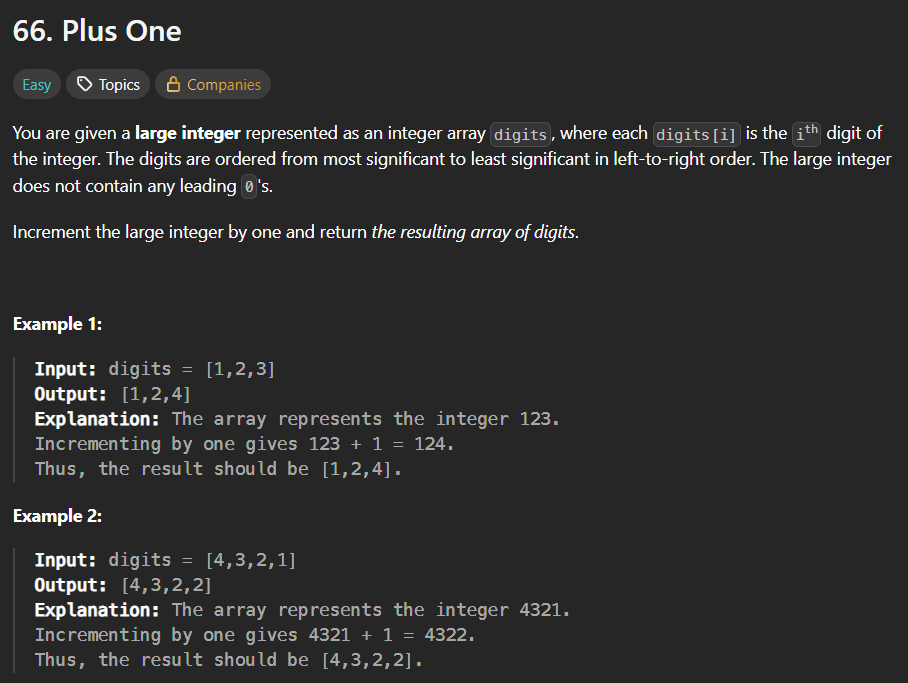 66. Plus One
Easy Topics Companies
You are given a large integer represented as an integer array digits, where each digits[i] is the ith digit of
the integer. The digits are ordered from most significant to least significant in left-to-right order. The large integer
does not contain any leading 0's.
Increment the large integer by one and return the resulting array of digits.
Example 1:
Input: digits = [1,2,3]
Output: [1,2,4]
Explanation: The array represents the integer 123.
Incrementing by one gives 123 + 1 = 124.
Thus, the result should be [1,2,4].
Example 2:
Input: digits = [4,3,2,1]
Output: [4,3,2,2]
Explanation: The array represents the integer 4321.
Incrementing by one gives 4321 + 1 = 4322.
Thus, the result should be [4,3,2,2].